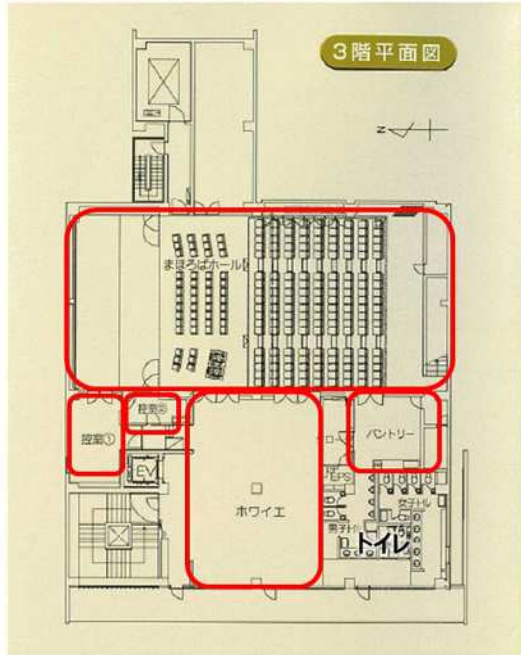 3階平面図
N
まほろばホール
控室②
控室①
パントリー
EV
EPS
ホワイエ
女子トイレ
男子トイレ
トイレ